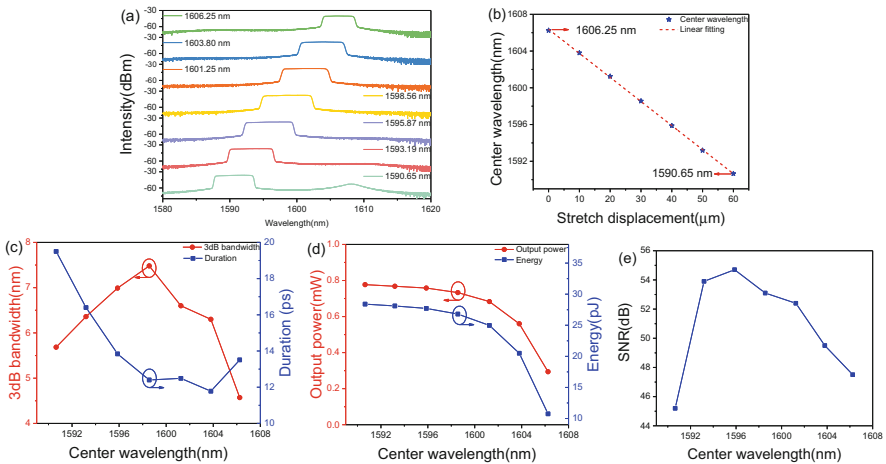 (a)
1606.25 nm
1603.80 nm
1601.25 nm
1598.56 nm
1595.87 nm
1593.19 nm
1590.65 nm
-30
-60
-30
-60
-30
-60
-30
-60
-30
-60
-30
-60
-30
-60
Intensity(dBm)
1580 1590 1600 1610 1620
Wavelength(nm)
(b)
Center wavelength
Linear fitting
1606.25 nm
1590.65 nm
1608
1604
1600
1596
1592
Center wavelength(nm)
0 10 20 30 40 50 60
Stretch displacement(μm)
(c)
3dB bandwidth
Duration
8
7
6
5
4
3dB bandwidth(nm)
20
18
16
14
12
10
Duration (ps)
1592 1596 1600 1604 1608
Center wavelength(nm)
(d)
Output power
Energy
1.0
0.8
0.6
0.4
0.2
0.0
Output power(mW)
35
30
25
20
15
10
Energy(pJ)
1592 1596 1600 1604 1608
Center wavelength(nm)
(e)
56
54
52
50
48
46
44
SNR(dB)
1592 1596 1600 1604 1608
Center wavelength(nm)